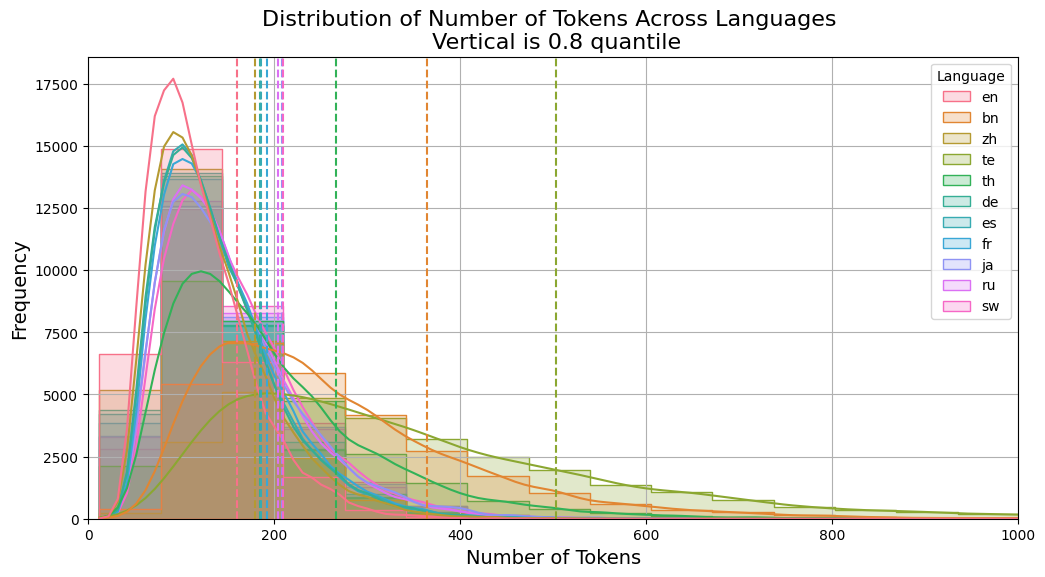 Distribution of Number of Tokens Across Languages
Vertical is 0.8 quantile
Frequency
17500
15000
12500
10000
7500
5000
2500
0
0 200 400 600 800 1000
Number of Tokens
Language
en
bn
zh
te
th
de
es
fr
ja
ru
sw